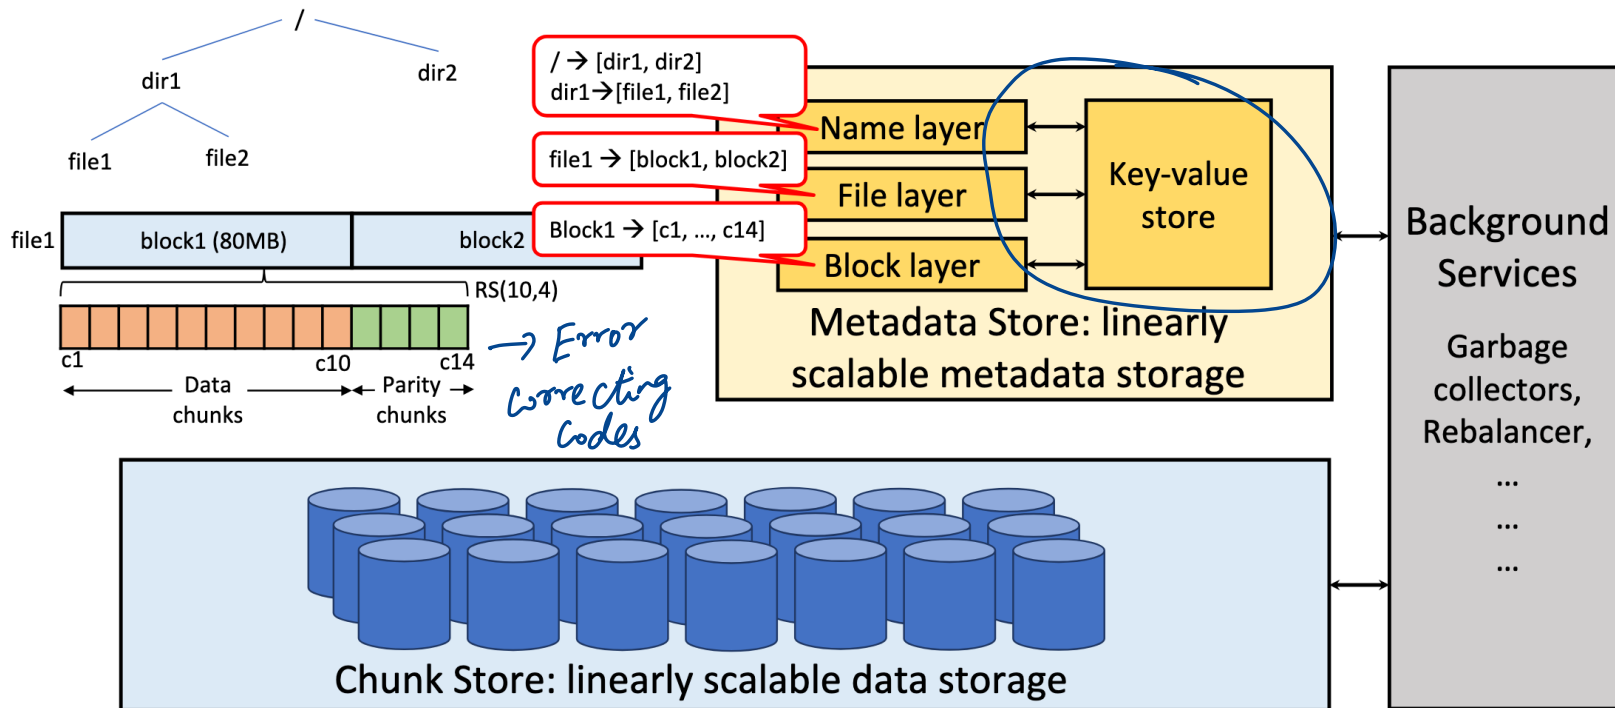 /
dir1
dir2
file1
file2
file1
block1 (80MB)
block2
RS(10,4)
c1
c10
c14
Data
chunks
Parity
chunks
→ Error
Correcting
Codes
/ → [dir1, dir2]
dir1→[file1, file2]
file1 → [block1, block2]
Block1 → [c1, ..., c14]
Name layer
File layer
Block layer
Key-value
store
Metadata Store: linearly
scalable metadata storage
Background
Services
Garbage
collectors,
Rebalancer,
...
...
...
Chunk Store: linearly scalable data storage